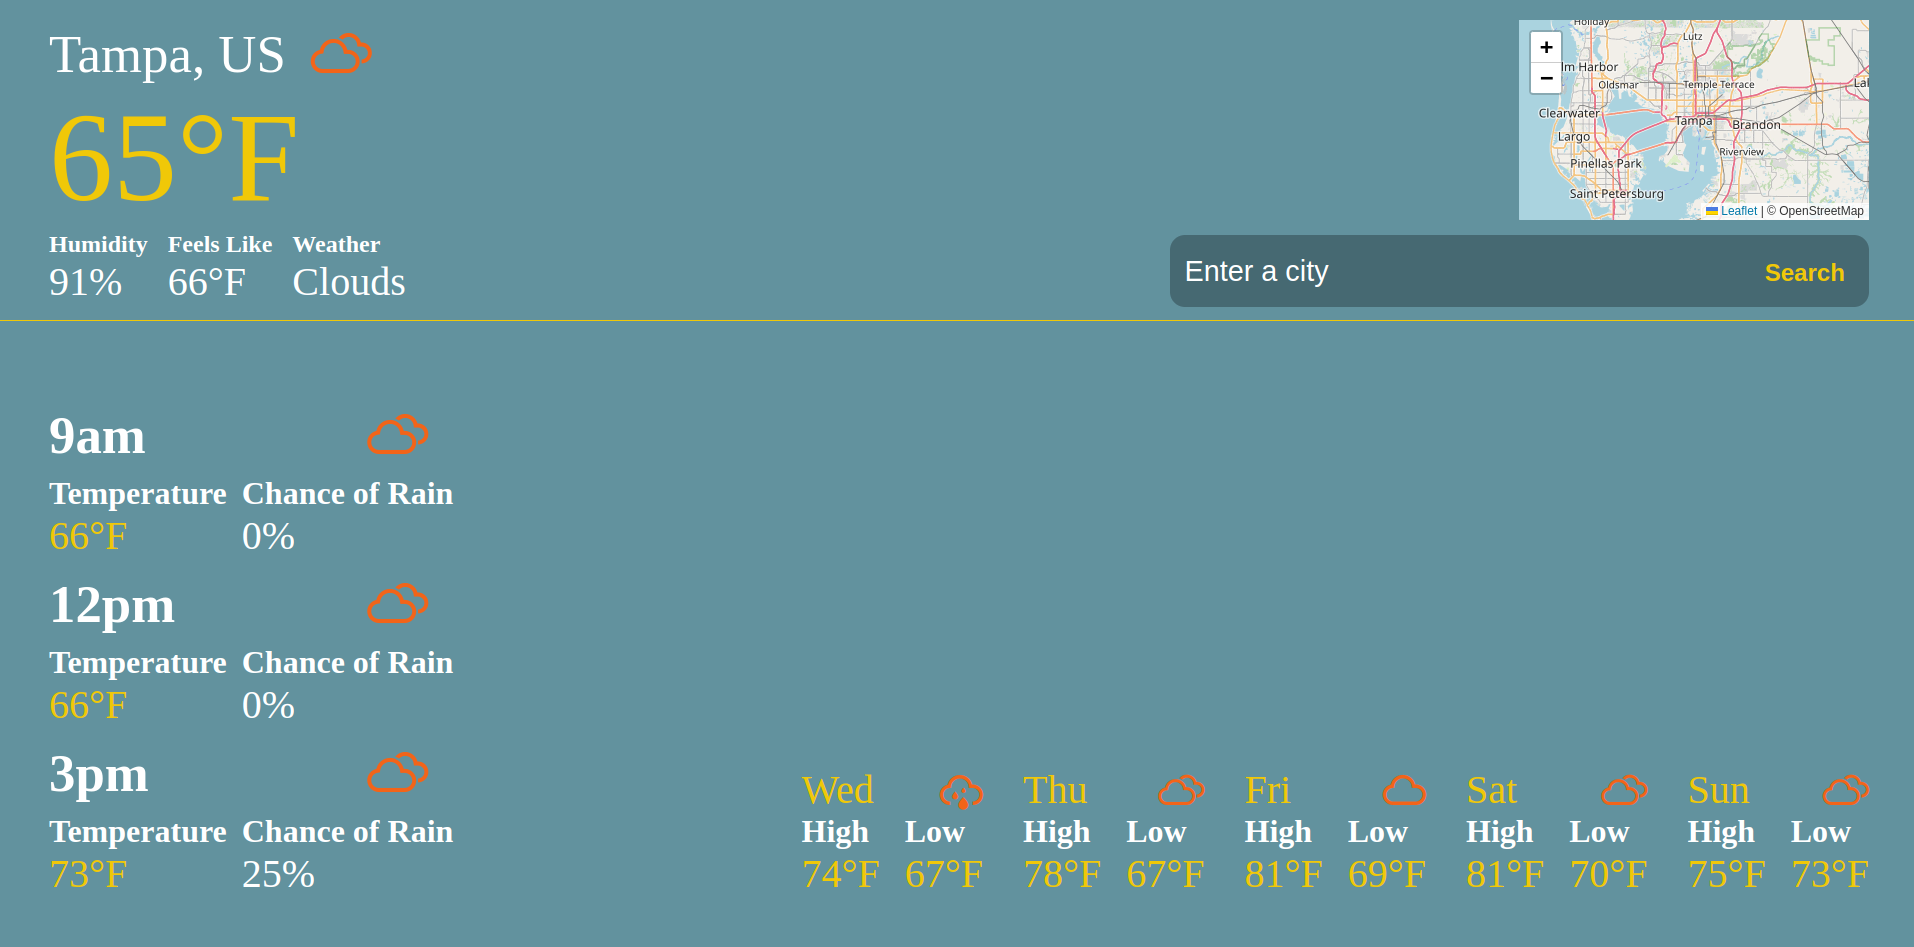 Tampa, US
65°F
Humidity Feels Like Weather
91% 66°F Clouds
Holiday
Lutz
+
lm Harbor
−
Oldsmar
Temple Terrace
Clearwater
Tampa
Brandon
Largo
Riverview
Pinellas Park
Saint Petersburg
Leaflet | © OpenStreetMap
Enter a city
Search
9am
Temperature Chance of Rain
66°F 0%
12pm
Temperature Chance of Rain
66°F 0%
3pm
Temperature Chance of Rain
73°F 25%
Wed Thu Fri Sat Sun
High Low High Low High Low High Low High Low
74°F 67°F 78°F 67°F 81°F 69°F 81°F 70°F 75°F 73°F